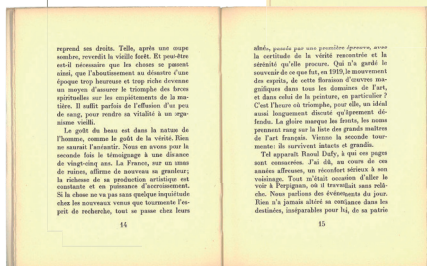 reprend ses droits. Telle, après une coupe
sombre, reverdit la vieille forêt. Et peut-être
est-il nécessaire que les choses se passent
ainsi, que l'aboutissement au désastre d'une
époque trop heureuse et trop riche devienne
un moyen d'assurer le triomphe des forces
spirituelles sur les empiétements de la ma-
tière. Il suffit parfois de l'effusion d'un peu
de sang, pour rendre sa vitalité à un orga-
nisme vieilli.
Le goût du beau est dans la nature de
l'homme, comme le goût de la vérité. Rien
ne saurait l'anéantir. Nous en avons pour la
seconde fois le témoignage à une distance
de vingt-cinq ans. La France, sur un amas
de ruines, affirme de nouveau sa grandeur;
la richesse de sa production artistique est
constante et en puissance d'accroissement.
Si la chose ne va pas sans quelque inquiétude
chez les nouveaux venus que tourmente l'es-
prit de recherche, tout se passe chez leurs
14
aînés, passée par une première épreuve, avec
la certitude de la vérité rencontrée et la
sérénité qu'elle procure. Qui n'a gardé le
souvenir de ce que fut, en 1919, le mouvement
des esprits, de cette floraison d'œuvres ma-
gnifiques dans tous les domaines de l'art,
et dans celui de la peinture, en particulier ?
C'est l'heure où triomphe, pour elle, un idéal
aussi longuement discuté qu'âprement dé-
fendu. La gloire marque les fronts, les noms
prennent rang sur la liste des grands maîtres
de l'art français. Vienne la seconde tour-
mente: ils survivent intacts et grandis.
Tel apparaît Raoul Dufy, à qui ces pages
sont consacrées. J'ai dû, au cours de ces
années affreuses, un réconfort sérieux à son
voisinage. Tout m'était occasion d'aller le
voir à Perpignan, où il travaillait sans relâ-
che. Nous parlions des événements du jour.
Rien n'a jamais altéré sa confiance dans les
destinées, inséparables pour lui, de sa patrie
15